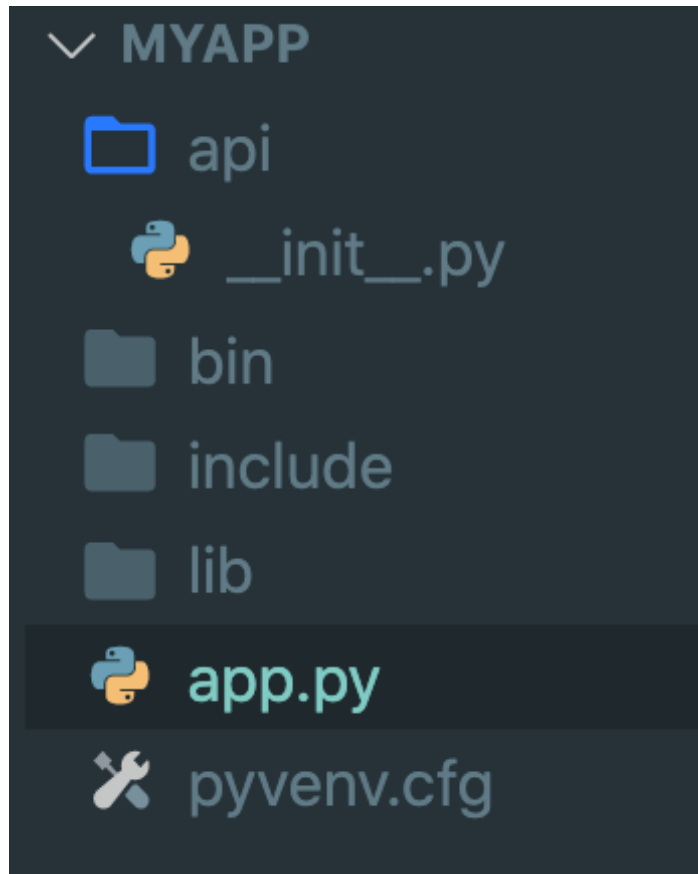 MYAPP
api
__init__.py
bin
include
lib
app.py
pyvenv.cfg